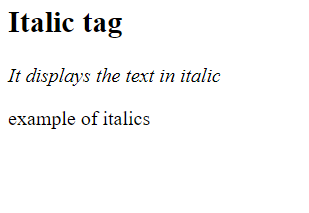 Italic tag
It displays the text in italic
example of italics